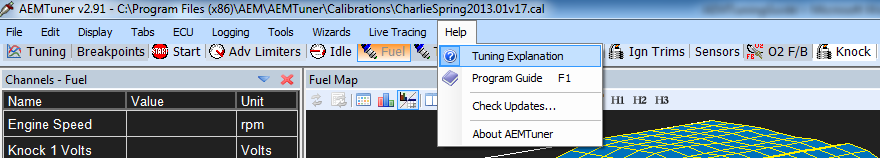 AEMTuner v2.91 - C:\Program Files (x86)\AEM\AEMTuner\Calibrations\CharlieSpring2013.01v17.cal
File Edit Display Tabs ECU Logging Tools Wizards Live Tracing Help
Tuning Breakpoints Start Adv Limiters Idle Fuel Ign Trims Sensors O2 F/B Knock
Tuning Explanation
Program Guide F1
Check Updates...
About AEMTuner
Channels - Fuel
Name Value Unit
Engine Speed rpm
Knock 1 Volts Volts
Fuel Map
H1 H2 H3